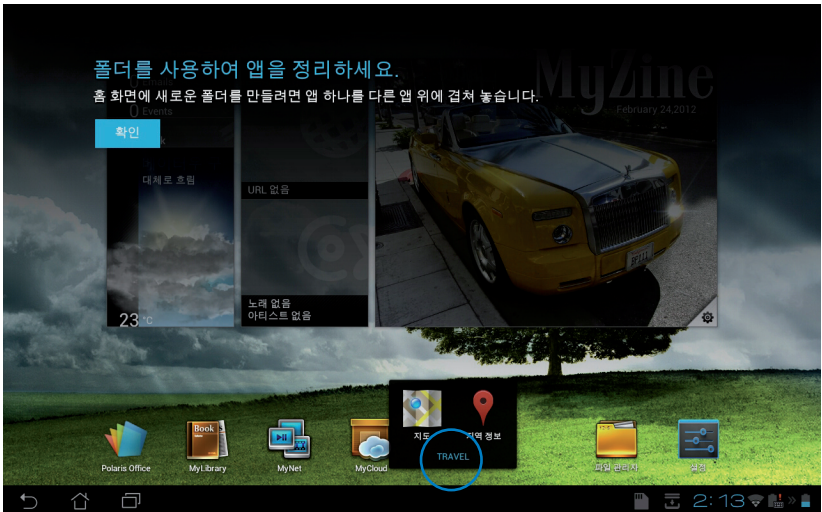 폴더를 사용하여 앱을 정리하세요.
홈 화면에 새로운 폴더를 만들려면 앱 하나를 다른 앱 위에 겹쳐 놓습니다.
확인
MyZine
February 24,2012
0 Events
대체로 흐림
23 °C
URL 없음
노래 없음
아티스트 없음
지도
지역 정보
TRAVEL
Polaris Office
MyLibrary
MyNet
MyCloud
파일 관리자
설정
Book
2:13